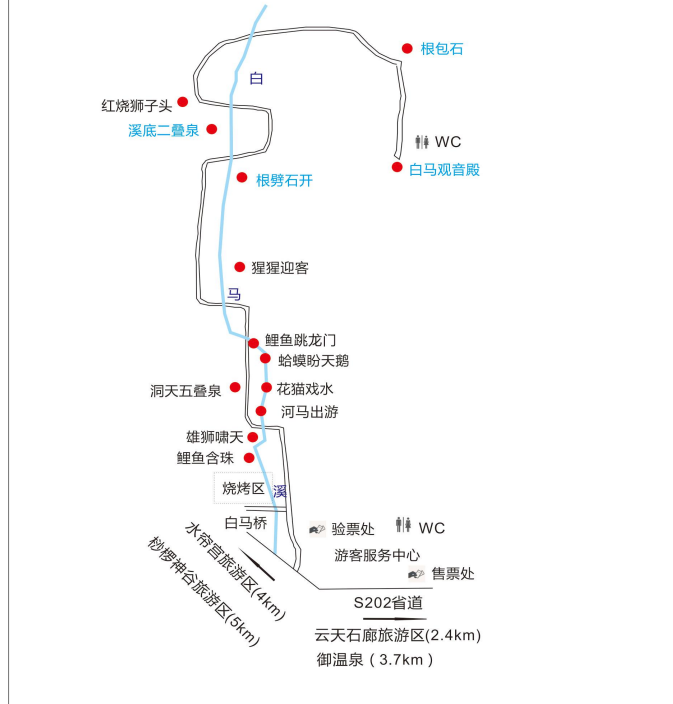 根包石
白
红烧狮子头
溪底二叠泉
WC
白马观音殿
根劈石开
猩猩迎客
马
鲤鱼跳龙门
蛤蟆盼天鹅
洞天五叠泉
花猫戏水
河马出游
雄狮啸天
鲤鱼含珠
烧烤区
溪
白马桥
验票处
WC
游客服务中心
售票处
水帘宫旅游区(4km)
桫椤神谷旅游区(5km)
S202省道
云天石廊旅游区(2.4km)
御温泉（3.7km）